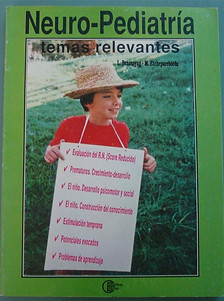 Neuro-Pediatría
temas relevantes
Evaluación del R.N. (Score Reducido)
Prematuros. Crecimiento-desarrollo
El niño. Desarrollo psicomotor y social
El niño. Construcción del conocimiento
Estimulación temprana
Potenciales evocados
Problemas de aprendizaje